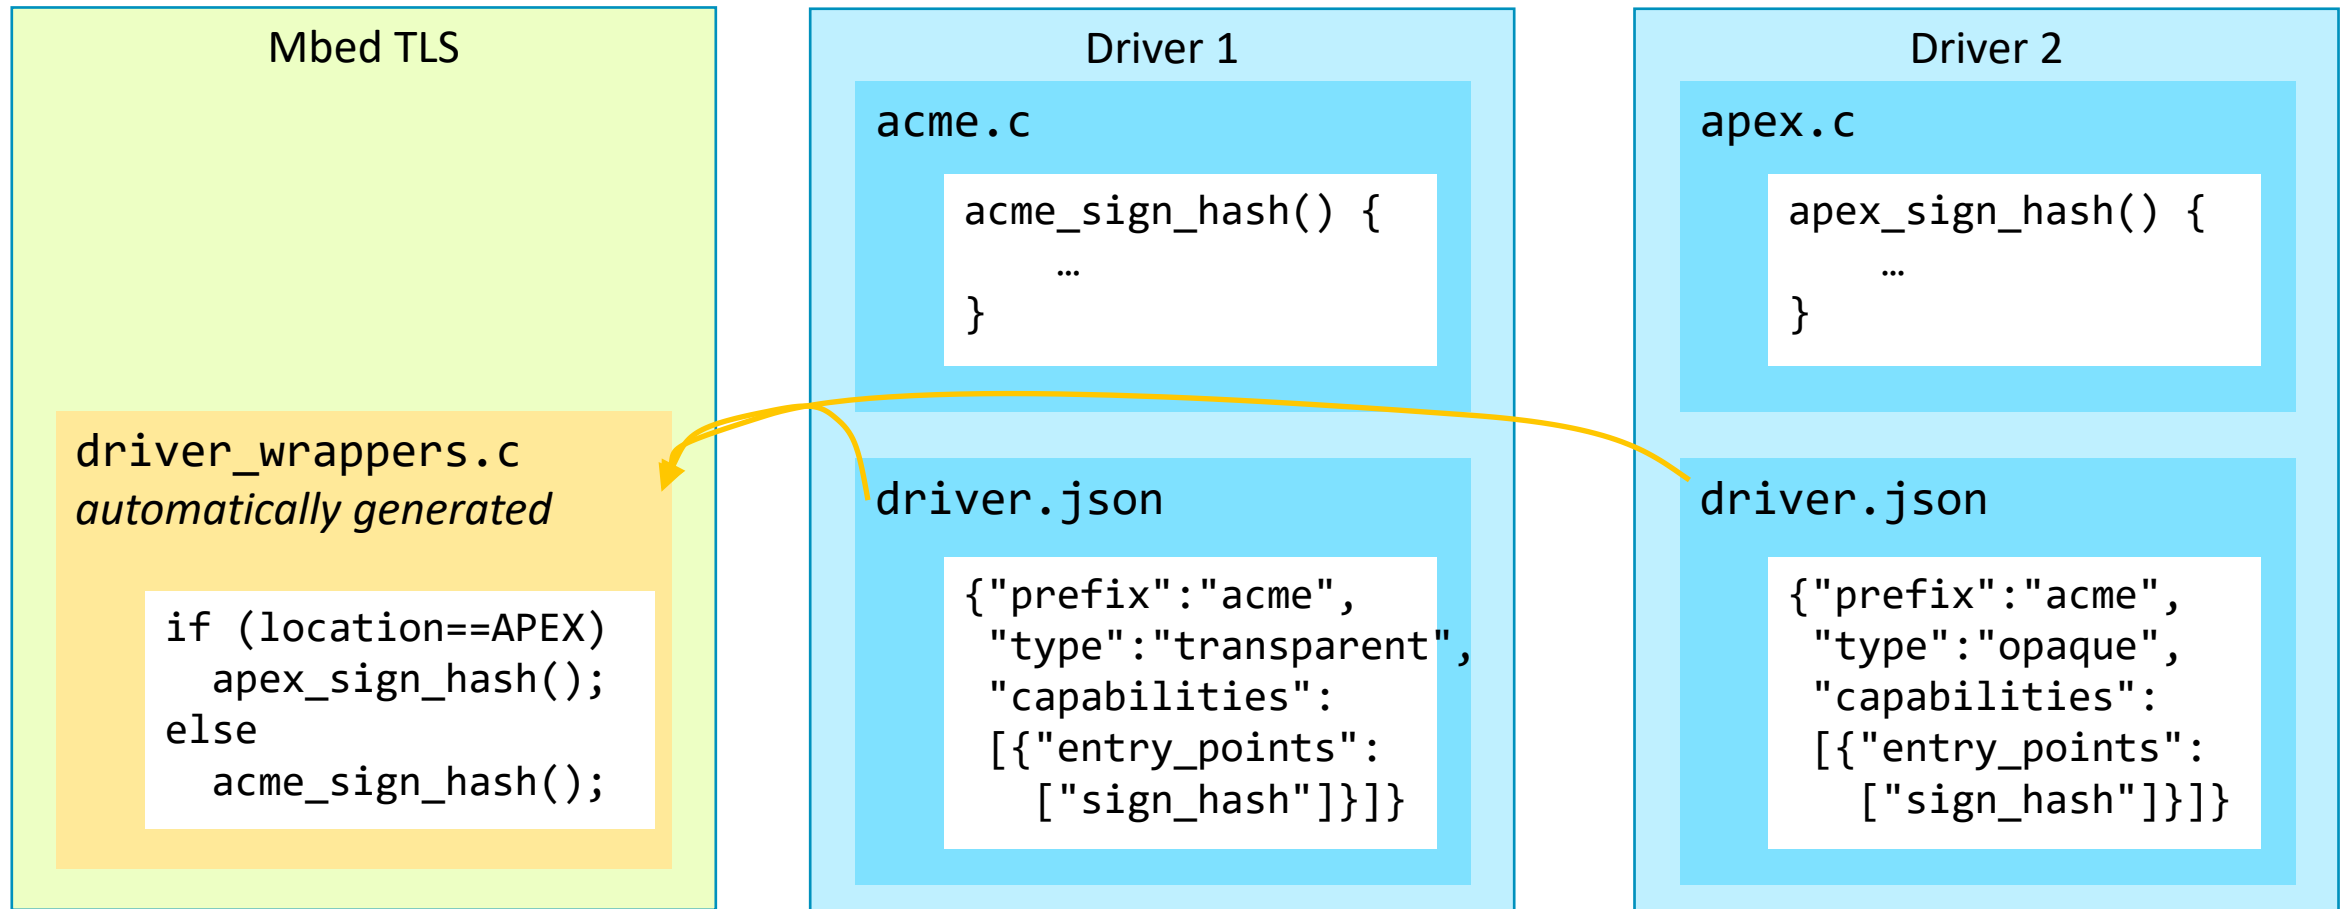 Mbed TLS
driver_wrappers.c
automatically generated
if (location==APEX)
  apex_sign_hash();
else
  acme_sign_hash();
Driver 1
acme.c
acme_sign_hash() {
    …
}
driver.json
{"prefix":"acme",
 "type":"transparent",
 "capabilities":
 [{"entry_points":
   ["sign_hash"]}]}
Driver 2
apex.c
apex_sign_hash() {
    …
}
driver.json
{"prefix":"acme",
 "type":"opaque",
 "capabilities":
 [{"entry_points":
   ["sign_hash"]}]}